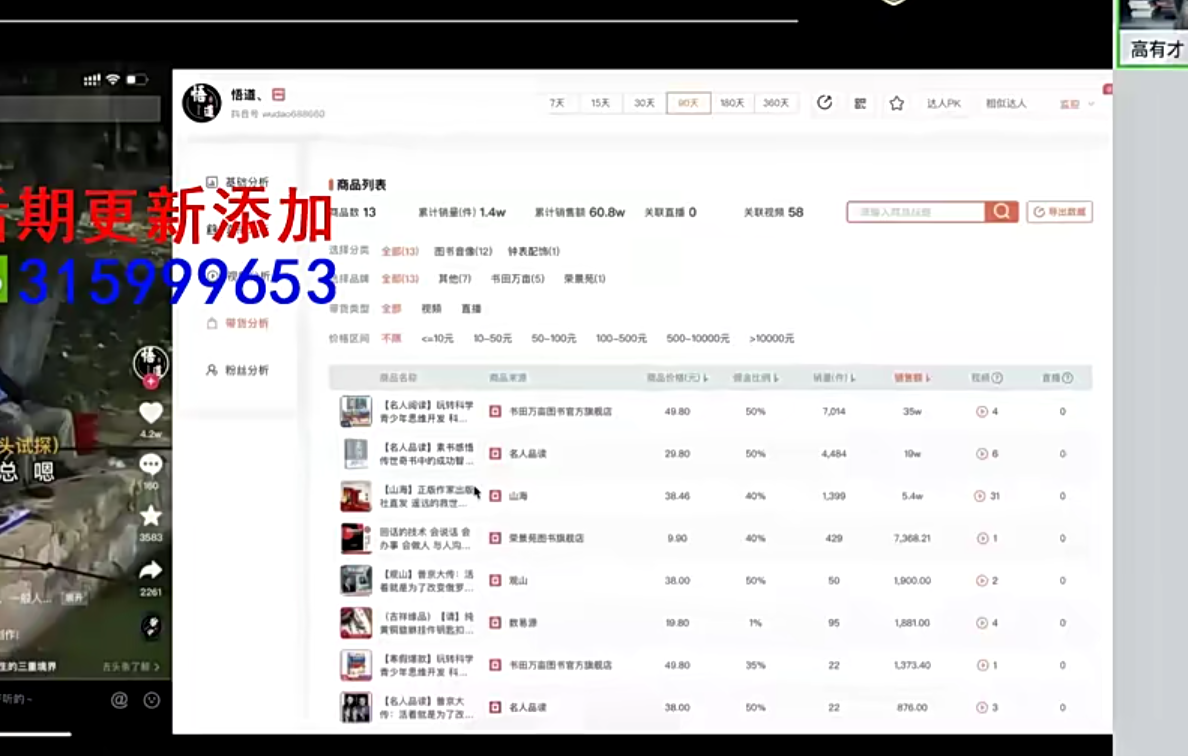 高有才
悟道、
抖音号 wudao688660
7天 15天 30天 90天 180天 360天 达人PK 相似达人 监控
后期更新添加
315999653
基础分析
视频分析
带货分析
粉丝分析
商品列表
商品数 13 累计销量(件) 1.4w 累计销售额 60.8w 关联直播 0 关联视频 58 导出数据
选择分类 全部(13) 图书音像(12) 钟表配饰(1)
选择品牌 全部(13) 其他(7) 书田万亩(5) 荣景苑(1)
带货类型 全部 视频 直播
价格区间 不限 <=10元 10-50元 50-100元 100-500元 500-10000元 >10000元
商品名称 商品来源 商品价格(元) 佣金比例 销量(件) 销售额 视频 直播
【名人阅读】玩转科学
青少年思维开发 科... 书田万亩图书官方旗舰店 49.80 50% 7,014 35w 4 0
【名人品读】素书感悟
传世奇书中的成功智... 名人品读 29.80 50% 4,484 19w 6 0
【山海】正版作家出版
社直发 遥远的救世... 山海 38.46 40% 1,399 5.4w 31 0
回话的技术 会说话 会
办事 会做人 与人沟... 荣景苑图书旗舰店 9.90 40% 429 7,368.21 1 0
【观山】普京大传：活
着就是为了改变俄罗... 观山 38.00 50% 50 1,900.00 2 0
（吉祥缘品）【请】纯
黄铜貔貅挂件钥匙扣... 数易源 19.80 1% 95 1,881.00 4 0
【寒假爆款】玩转科学
青少年思维开发 科... 书田万亩图书官方旗舰店 49.80 35% 22 1,373.40 1 0
【名人品读】普京大
传：活着就是为了改... 名人品读 38.00 50% 22 876.00 3 0
4.2w
160
3583
2261
头试探)
总 嗯
一般人... 展开
生的三重境界
去头条了解 >
听的~